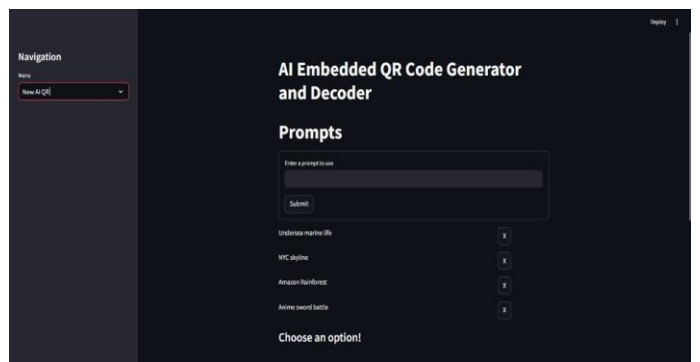 Deploy
Navigation
Menu
New AI QR
AI Embedded QR Code Generator
and Decoder
Prompts
Enter a prompt to use
Submit
Undersea marine life
X
NYC skyline
X
Amazon Rainforest
X
Anime sword battle
X
Choose an option!